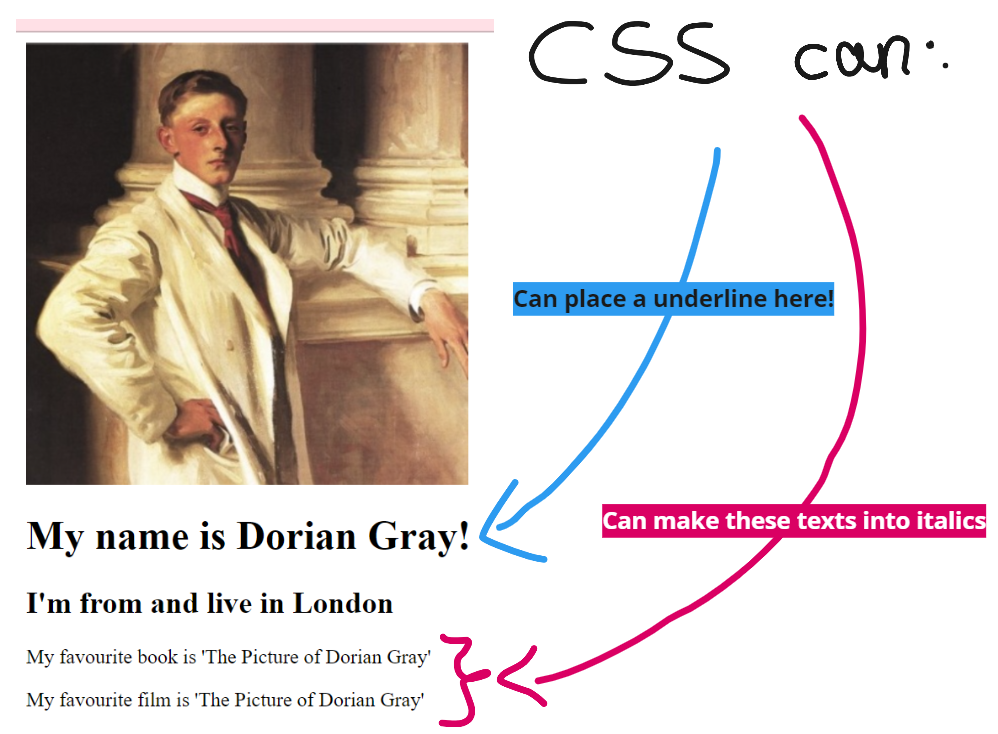 CSS can:
Can place a underline here!
Can make these texts into italics
My name is Dorian Gray!
I'm from and live in London
My favourite book is 'The Picture of Dorian Gray'
My favourite film is 'The Picture of Dorian Gray'